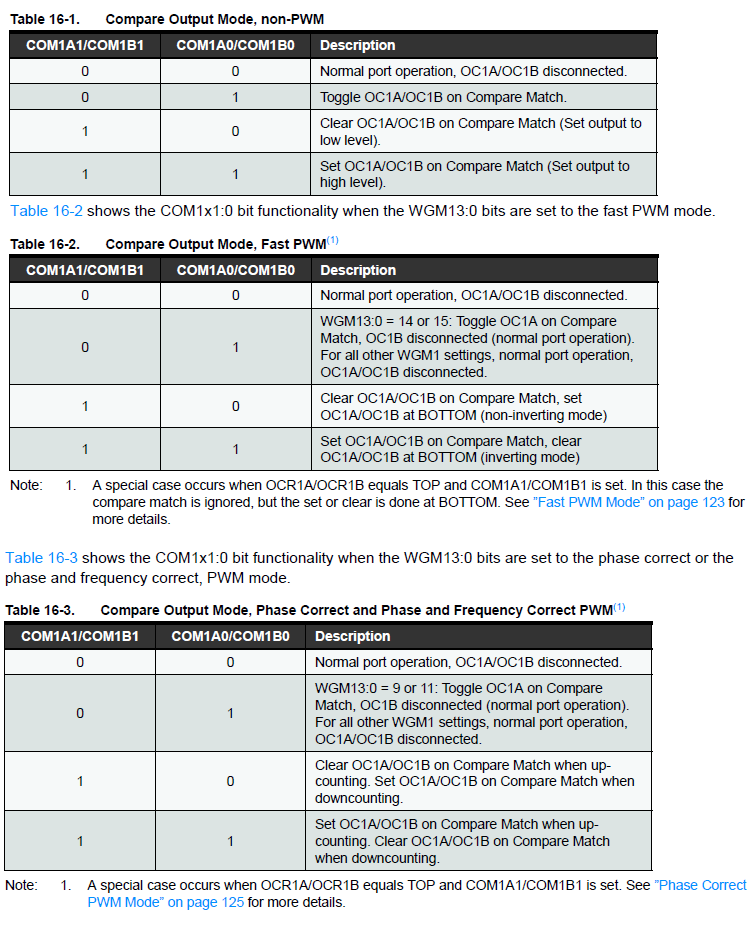 Table 16-1. Compare Output Mode, non-PWM
COM1A1/COM1B1 COM1A0/COM1B0 Description
0 0 Normal port operation, OC1A/OC1B disconnected.
0 1 Toggle OC1A/OC1B on Compare Match.
1 0 Clear OC1A/OC1B on Compare Match (Set output to
low level).
1 1 Set OC1A/OC1B on Compare Match (Set output to
high level).
Table 16-2 shows the COM1x1:0 bit functionality when the WGM13:0 bits are set to the fast PWM mode.
Table 16-2. Compare Output Mode, Fast PWM(1)
COM1A1/COM1B1 COM1A0/COM1B0 Description
0 0 Normal port operation, OC1A/OC1B disconnected.
0 1 WGM13:0 = 14 or 15: Toggle OC1A on Compare
Match, OC1B disconnected (normal port operation).
For all other WGM1 settings, normal port operation,
OC1A/OC1B disconnected.
1 0 Clear OC1A/OC1B on Compare Match, set
OC1A/OC1B at BOTTOM (non-inverting mode)
1 1 Set OC1A/OC1B on Compare Match, clear
OC1A/OC1B at BOTTOM (inverting mode)
Note: 1. A special case occurs when OCR1A/OCR1B equals TOP and COM1A1/COM1B1 is set. In this case the
compare match is ignored, but the set or clear is done at BOTTOM. See "Fast PWM Mode" on page 123 for
more details.
Table 16-3 shows the COM1x1:0 bit functionality when the WGM13:0 bits are set to the phase correct or the
phase and frequency correct, PWM mode.
Table 16-3. Compare Output Mode, Phase Correct and Phase and Frequency Correct PWM(1)
COM1A1/COM1B1 COM1A0/COM1B0 Description
0 0 Normal port operation, OC1A/OC1B disconnected.
0 1 WGM13:0 = 9 or 11: Toggle OC1A on Compare
Match, OC1B disconnected (normal port operation).
For all other WGM1 settings, normal port operation,
OC1A/OC1B disconnected.
1 0 Clear OC1A/OC1B on Compare Match when up-
counting. Set OC1A/OC1B on Compare Match when
downcounting.
1 1 Set OC1A/OC1B on Compare Match when up-
counting. Clear OC1A/OC1B on Compare Match
when downcounting.
Note: 1. A special case occurs when OCR1A/OCR1B equals TOP and COM1A1/COM1B1 is set. See "Phase Correct
PWM Mode" on page 125 for more details.